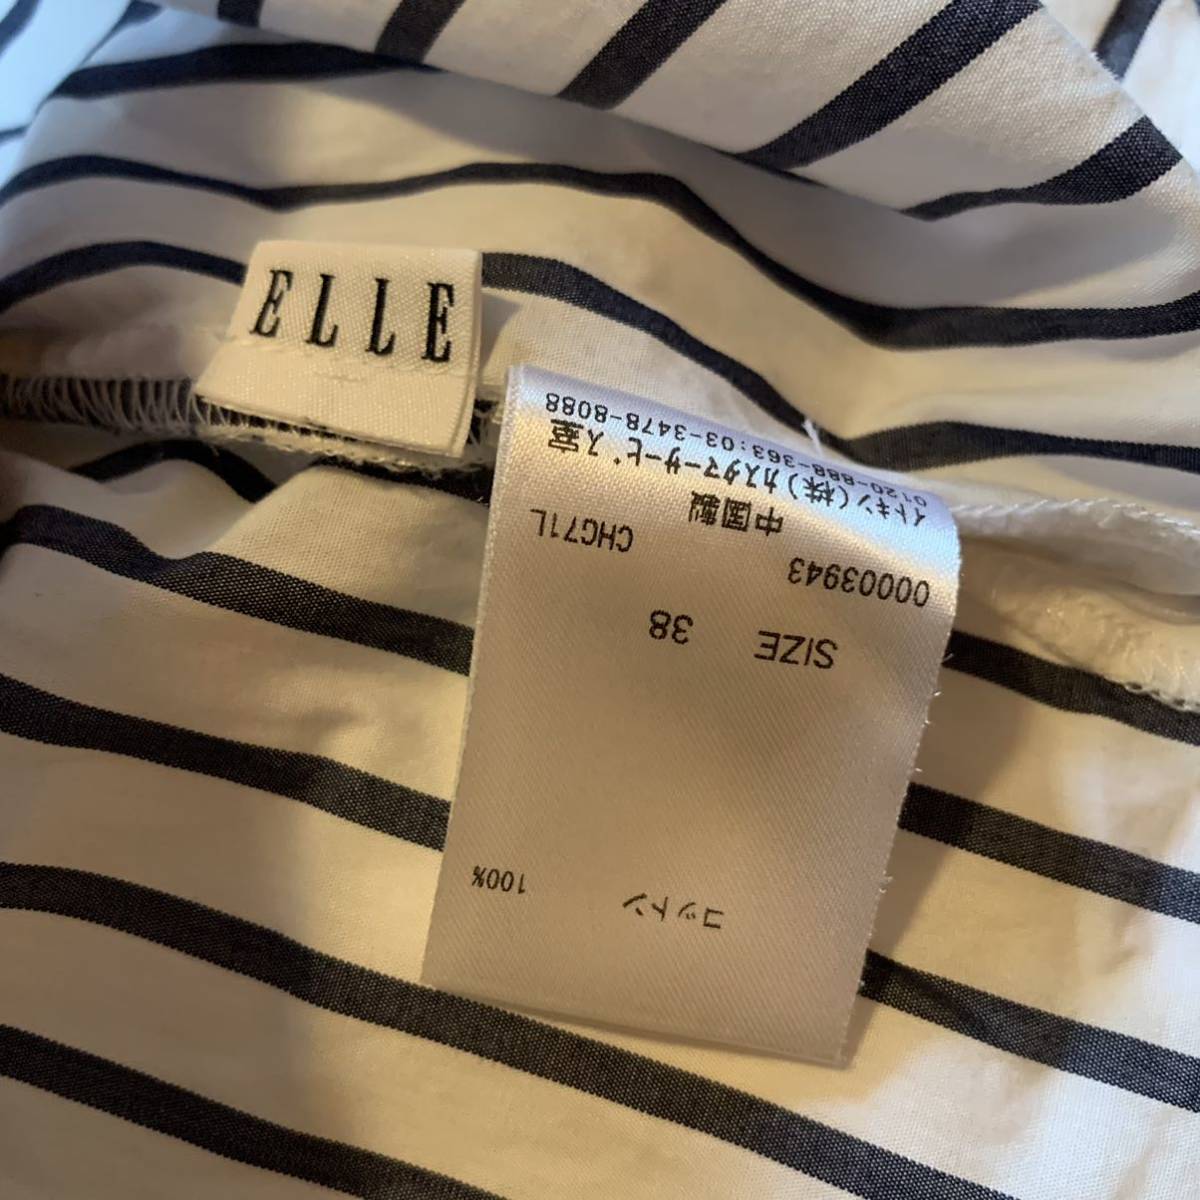 ELLE
コットン 100%
SIZE 38
00003943
中国製 CHG71L
イトキン(株)カスタマーサービス室
0120-888-363:03-3478-8088